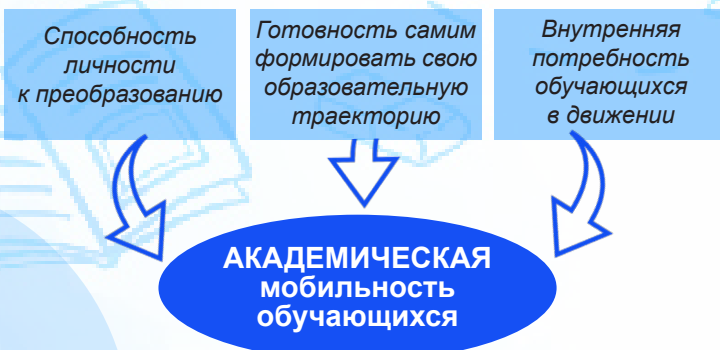 Способность
личности
к преобразованию
Готовность самим
формировать свою
образовательную
траекторию
Внутренняя
потребность
обучающихся
в движении
АКАДЕМИЧЕСКАЯ
мобильность
обучающихся